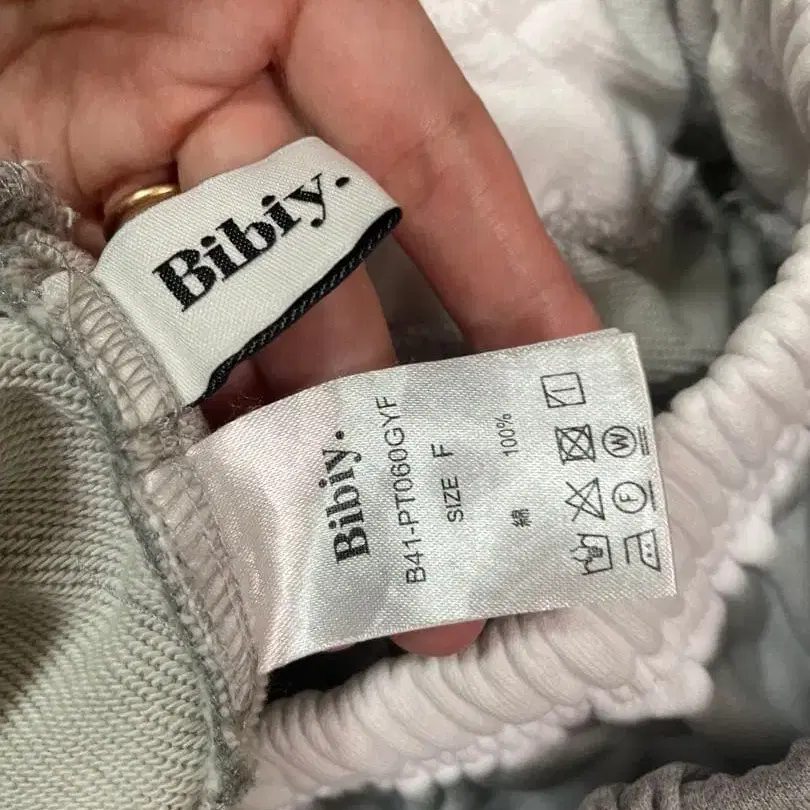 Bibiy.
Bibiy.
B41-PT060GYF
SIZE F
綿 100%
W
F